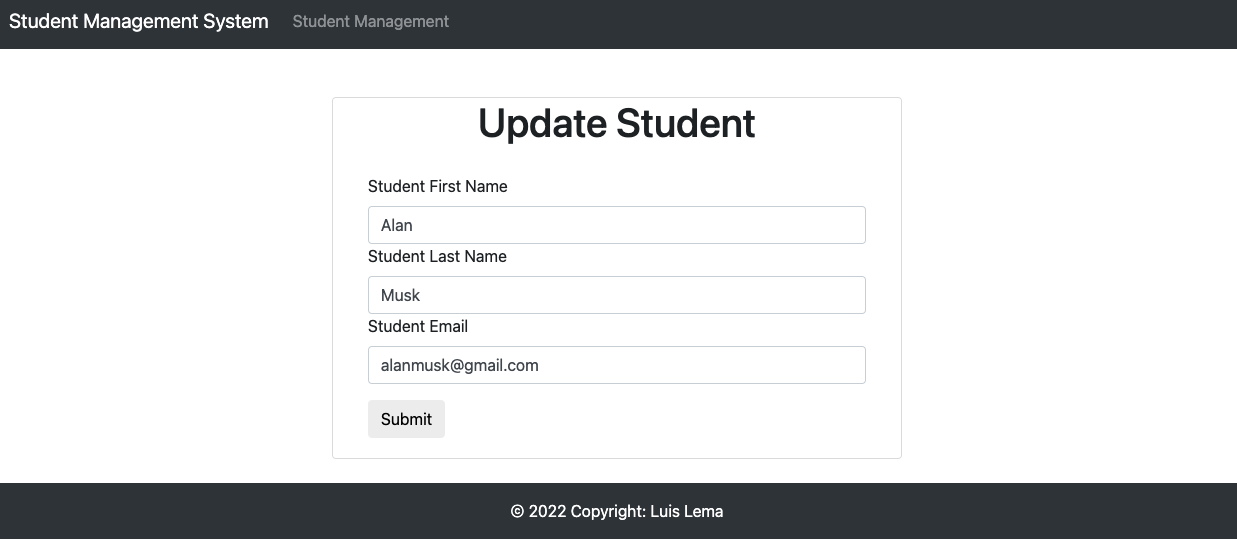 Student Management System Student Management
Update Student
Student First Name
Alan
Student Last Name
Musk
Student Email
alanmusk@gmail.com
Submit
© 2022 Copyright: Luis Lema